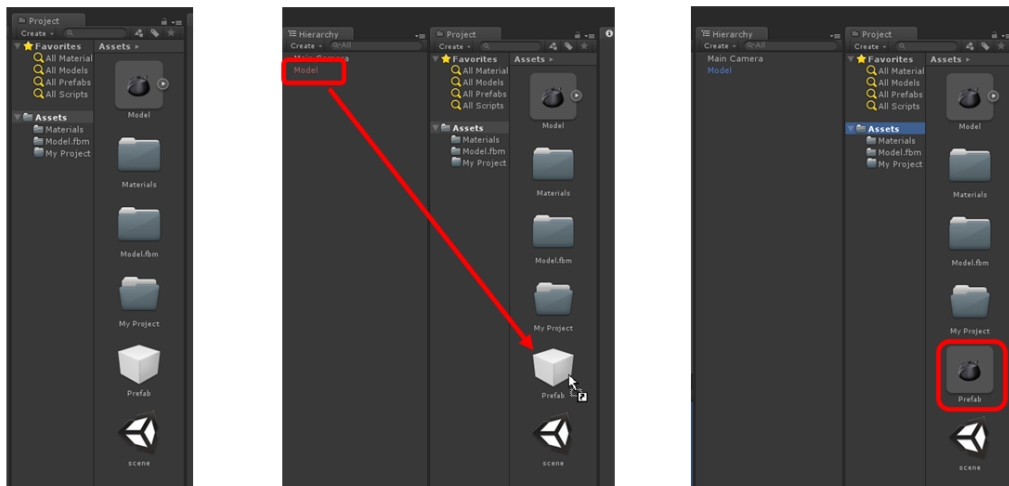 Project
Create
Favorites
All Material
All Models
All Prefabs
All Scripts
Assets
Materials
Model.fbm
My Project
Assets
Model
Materials
Model.fbm
My Project
Prefab
scene
Hierarchy
Create
All
Main Camera
Model
Project
Create
Favorites
All Material
All Models
All Prefabs
All Scripts
Assets
Materials
Model.fbm
My Project
Assets
Model
Materials
Model.fbm
My Project
Prefab
scene
Hierarchy
Create
All
Main Camera
Model
Project
Create
Favorites
All Material
All Models
All Prefabs
All Scripts
Assets
Materials
Model.fbm
My Project
Assets
Model
Materials
Model.fbm
My Project
Prefab
scene